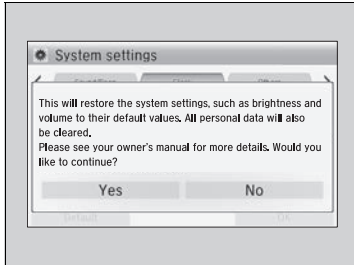 System settings
This will restore the system settings, such as brightness and
volume to their default values. All personal data will also
be cleared.
Please see your owner's manual for more details. Would you
like to continue?
Yes
No
Default
OK